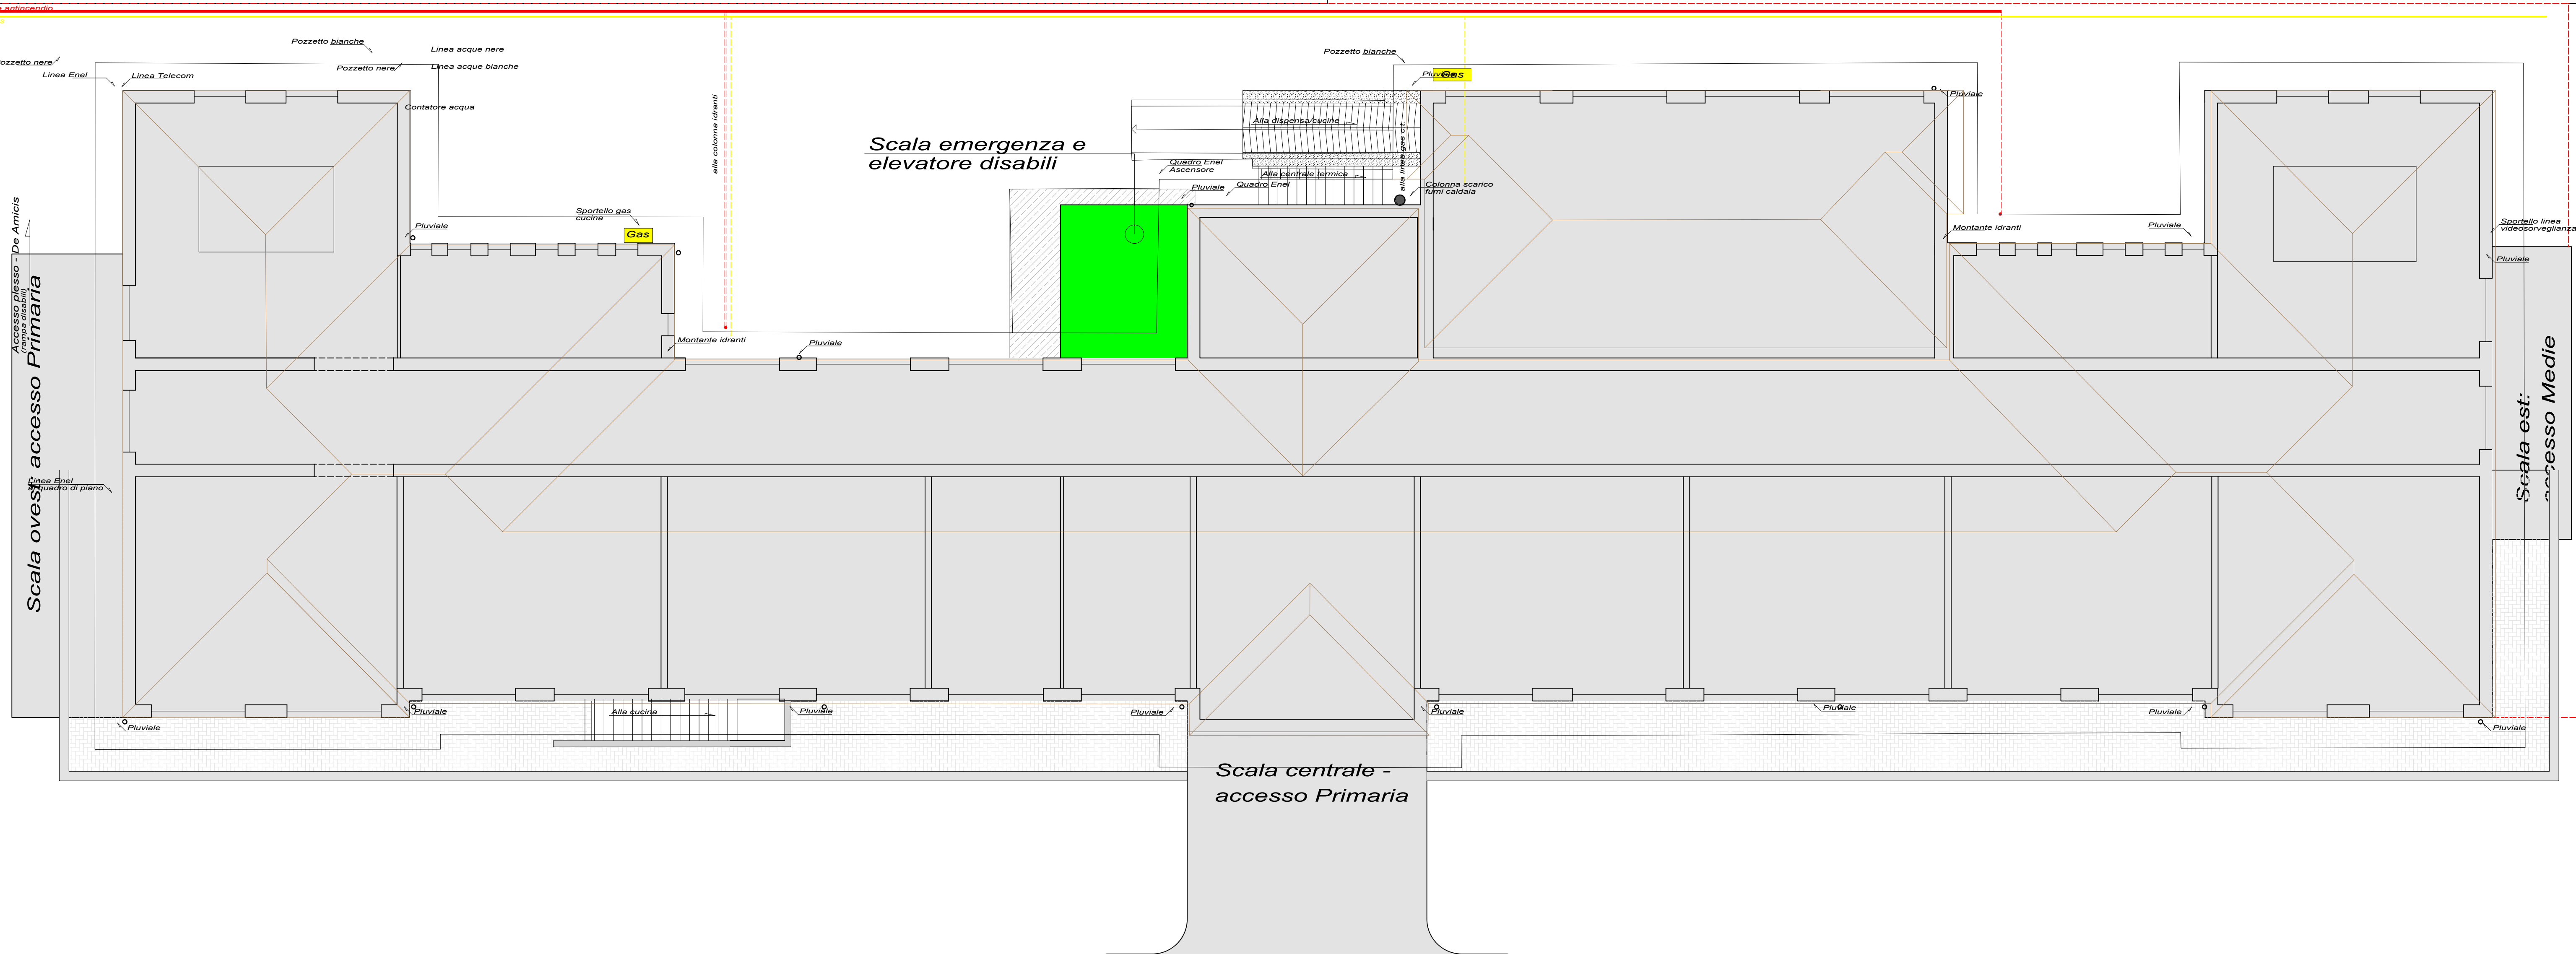 antincendio
Pozzetto bianche
Linea acque nere
Pozzetto bianche
ozzetto nere
Pozzetto nere
Linea acque bianche
Linea Enel
Linea Telecom
Pluviale
Gas
Pluviale
Contatore acqua
alla colonna idranti
Alla dispensa/cucine
alla linea gas c.t.
Scala emergenza e
elevatore disabili
Quadro Enel
Ascensore
Alla centrale termica
Pluviale
Quadro Enel
Colonna scarico
fumi caldaia
Accesso plesso - De Amicis
(rampa disabili)
Sportello gas
cucina
Pluviale
Gas
Montante idranti
Pluviale
Sportello linea
videosorveglianza
Pluviale
Montante idranti
Pluviale
Scala ovest: accesso Primaria
Scala est:
accesso Medie
Linea Enel
al quadro di piano
Pluviale
Pluviale
Alla cucina
Pluviale
Pluviale
Pluviale
Pluviale
Pluviale
Pluviale
Scala centrale -
accesso Primaria